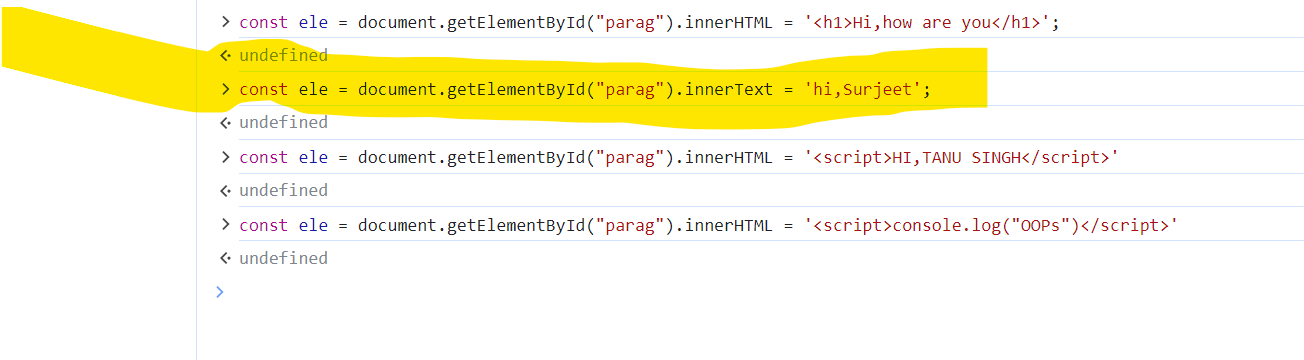 > const ele = document.getElementById("parag").innerHTML = '<h1>Hi,how are you</h1>';
undefined
> const ele = document.getElementById("parag").innerText = 'hi,Surjeet';
undefined
> const ele = document.getElementById("parag").innerHTML = '<script>HI,TANU SINGH</script>'
undefined
> const ele = document.getElementById("parag").innerHTML = '<script>console.log("OOPs")</script>'
undefined
>